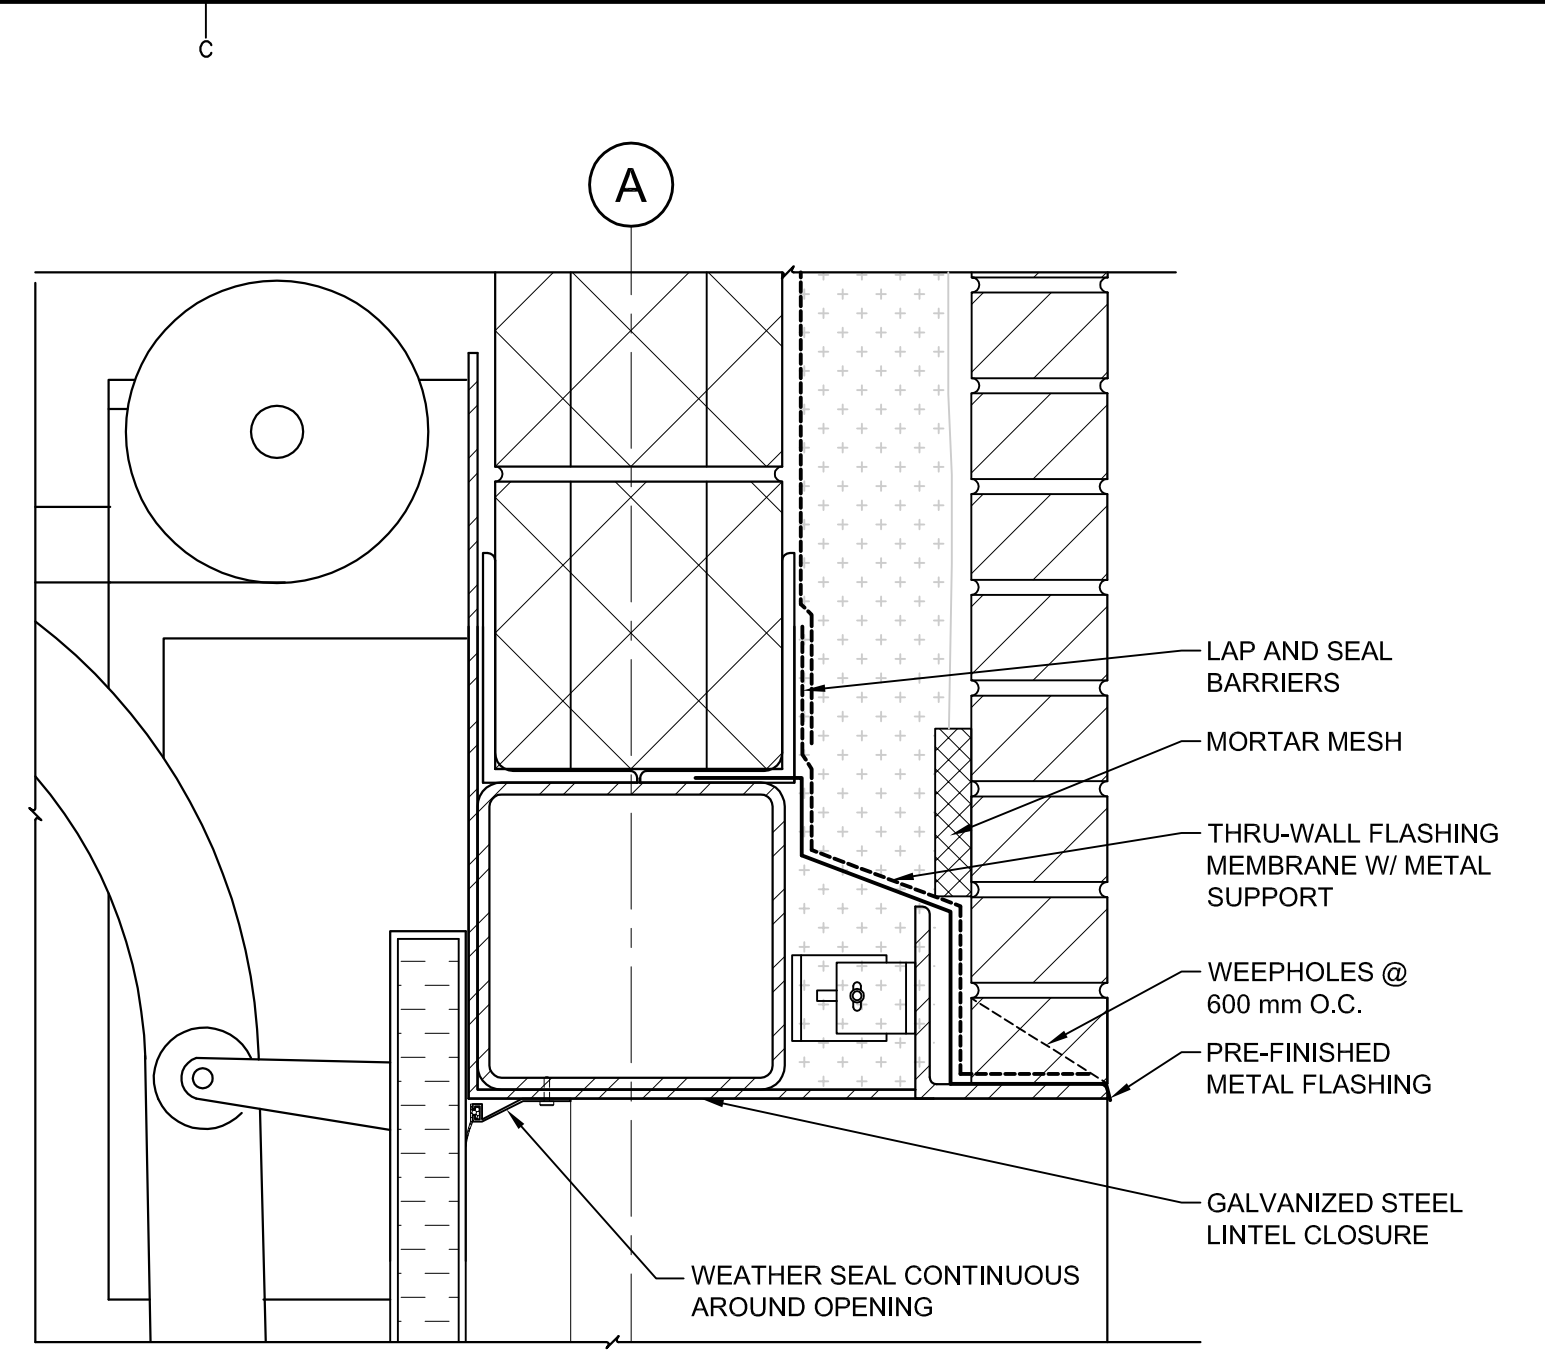 C
A
LAP AND SEAL
BARRIERS
MORTAR MESH
THRU-WALL FLASHING
MEMBRANE W/ METAL
SUPPORT
WEEPHOLES @
600 mm O.C.
PRE-FINISHED
METAL FLASHING
GALVANIZED STEEL
LINTEL CLOSURE
WEATHER SEAL CONTINUOUS
AROUND OPENING